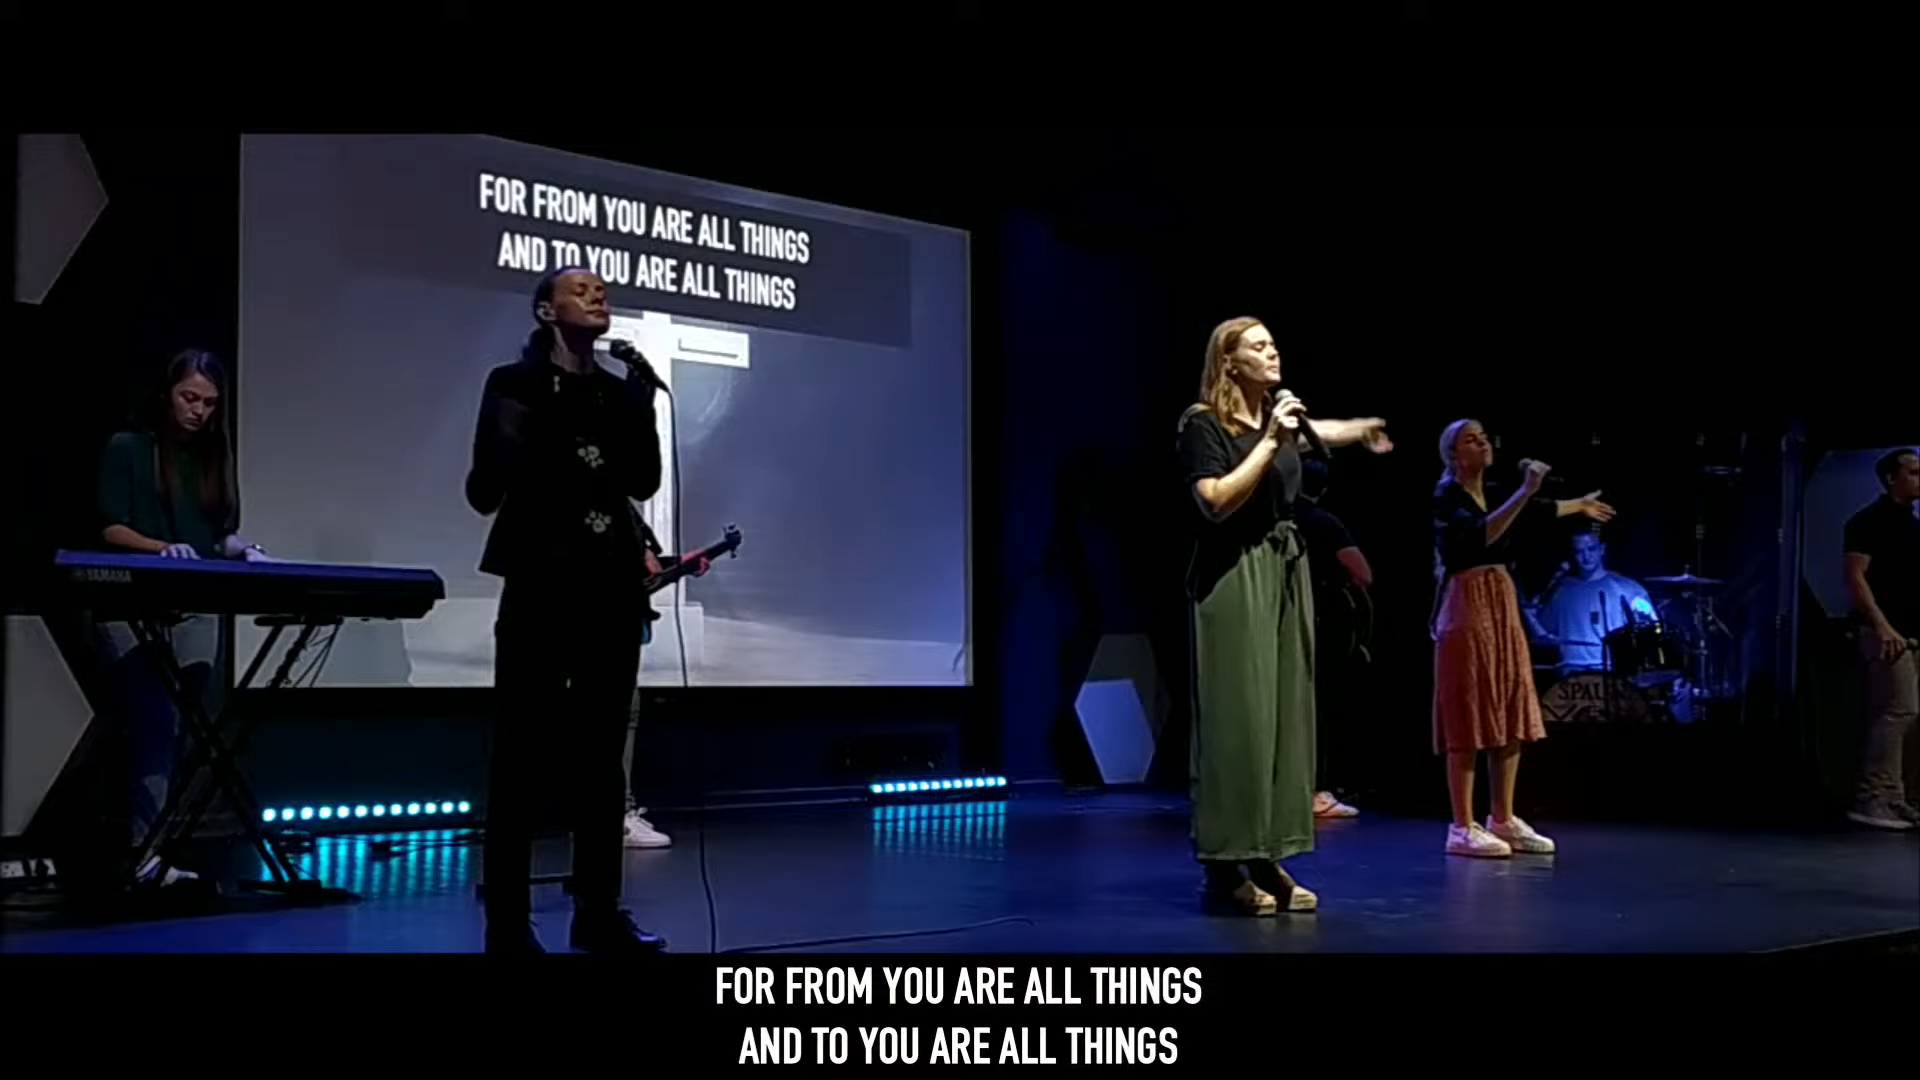 FOR FROM YOU ARE ALL THINGS
AND TO YOU ARE ALL THINGS
YAMAHA
FOR FROM YOU ARE ALL THINGS
AND TO YOU ARE ALL THINGS